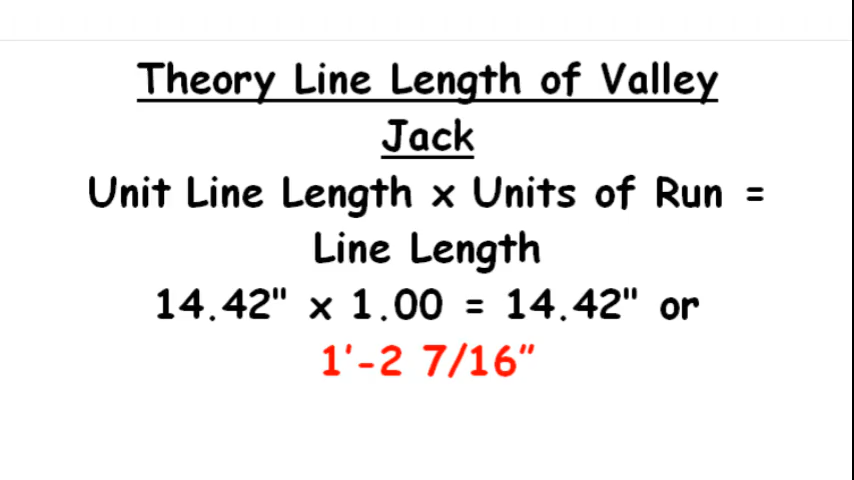 Theory Line Length of Valley
Jack
Unit Line Length x Units of Run =
Line Length
14.42" x 1.00 = 14.42" or
1'-2 7/16”